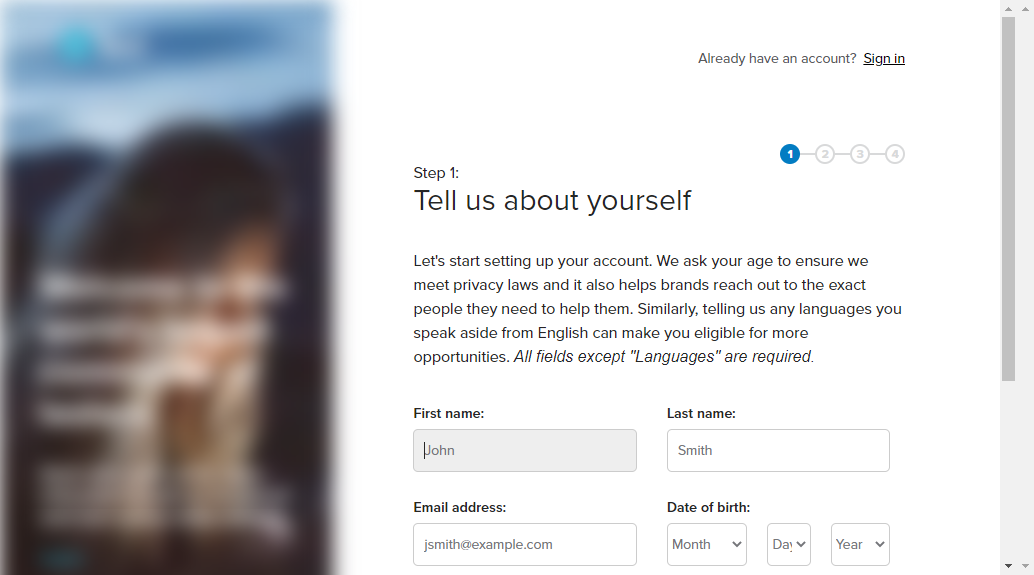 Already have an account? Sign in
1 2 3 4
Step 1:
Tell us about yourself
Let's start setting up your account. We ask your age to ensure we
meet privacy laws and it also helps brands reach out to the exact
people they need to help them. Similarly, telling us any languages you
speak aside from English can make you eligible for more
opportunities. All fields except "Languages" are required.
First name: Last name:
John Smith
Email address: Date of birth:
jsmith@example.com Month Day Year